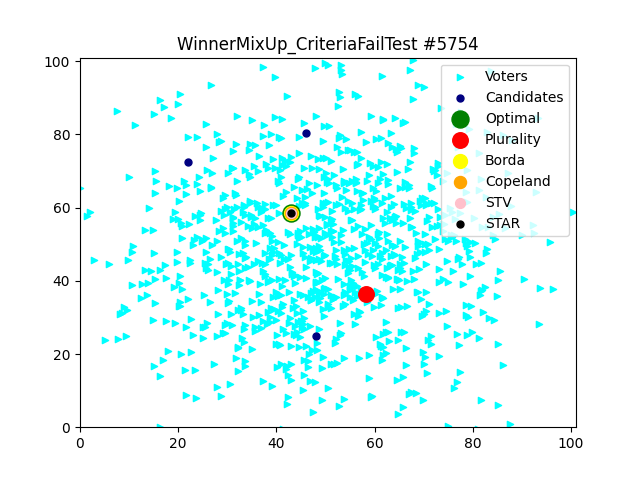 WinnerMixUp_CriteriaFailTest #5754
100
80
60
40
20
0
0 20 40 60 80 100
Voters
Candidates
Optimal
Plurality
Borda
Copeland
STV
STAR